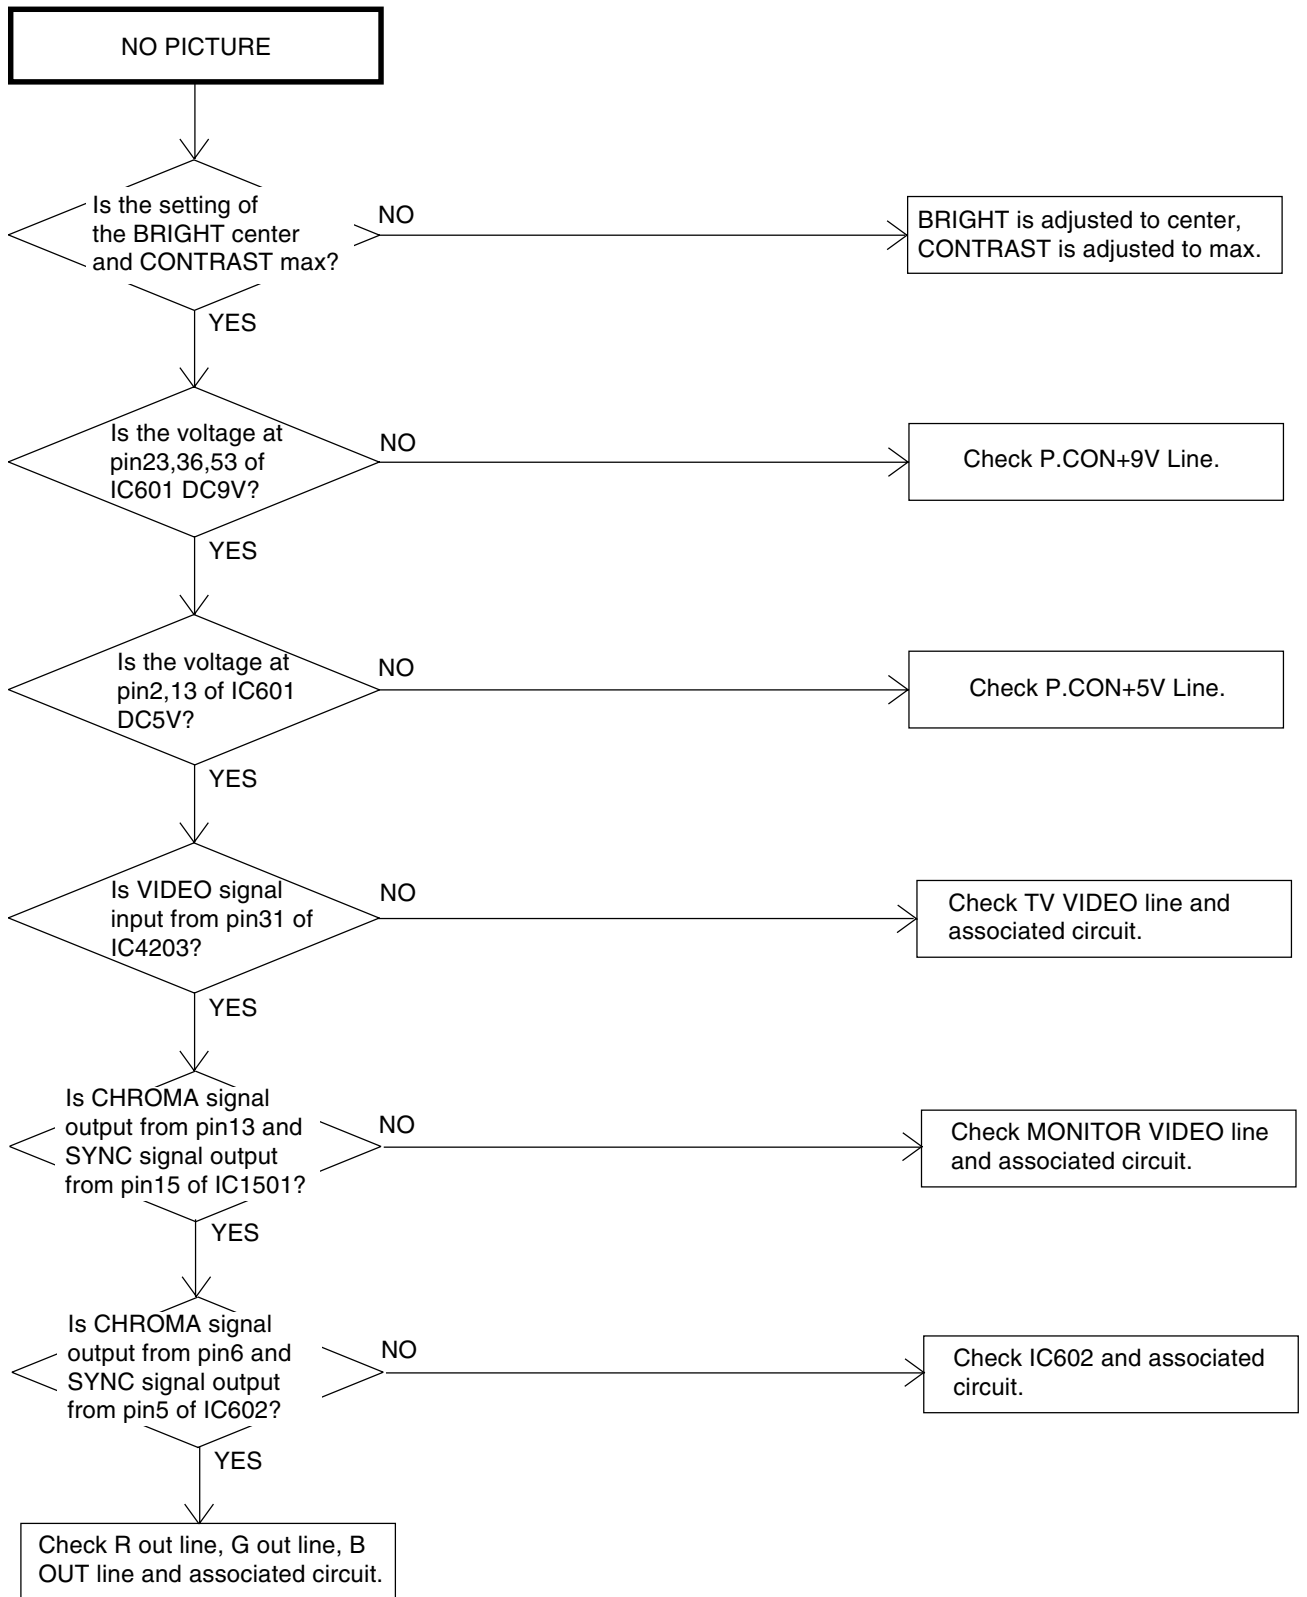 NO PICTURE
Is the setting of
the BRIGHT center
and CONTRAST max?
NO
BRIGHT is adjusted to center,
CONTRAST is adjusted to max.
YES
Is the voltage at
pin23,36,53 of
IC601 DC9V?
NO
Check P.CON+9V Line.
YES
Is the voltage at
pin2,13 of IC601
DC5V?
NO
Check P.CON+5V Line.
YES
Is VIDEO signal
input from pin31 of
IC4203?
NO
Check TV VIDEO line and
associated circuit.
YES
Is CHROMA signal
output from pin13 and
SYNC signal output
from pin15 of IC1501?
NO
Check MONITOR VIDEO line
and associated circuit.
YES
Is CHROMA signal
output from pin6 and
SYNC signal output
from pin5 of IC602?
NO
Check IC602 and associated
circuit.
YES
Check R out line, G out line, B
OUT line and associated circuit.